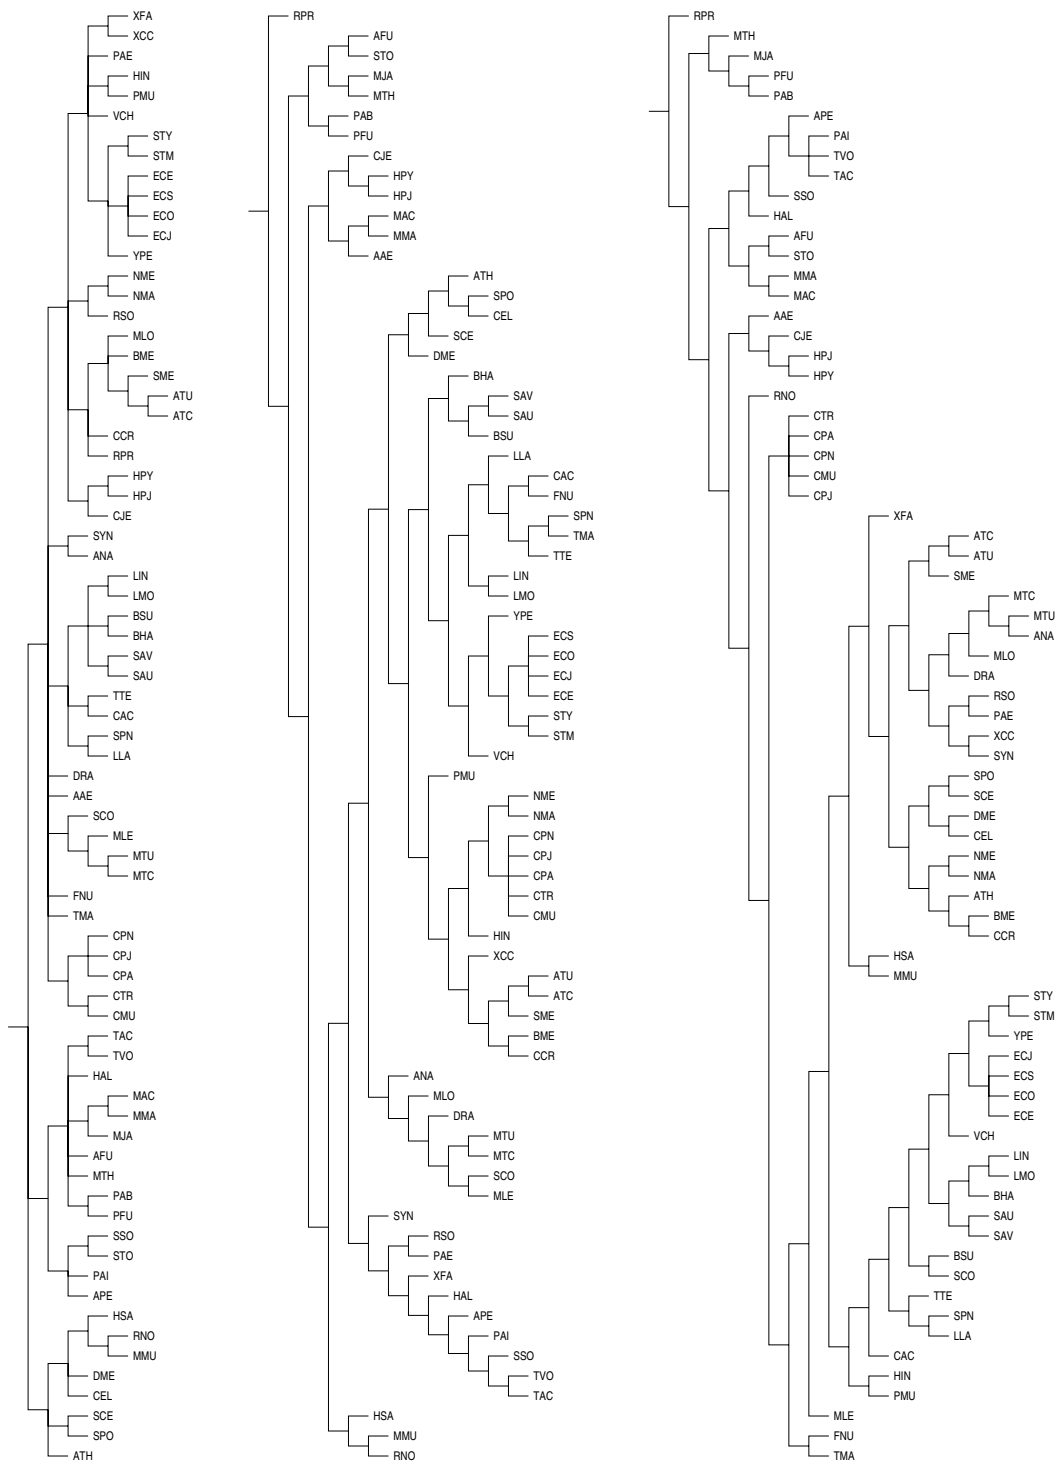 XFA
XCC
PAE
HIN
PMU
VCH
STY
STM
ECE
ECS
ECO
ECJ
YPE
NME
NMA
RSO
MLO
BME
SME
ATU
ATC
CCR
RPR
HPY
HPJ
CJE
SYN
ANA
LIN
LMO
BSU
BHA
SAV
SAU
TTE
CAC
SPN
LLA
DRA
AAE
SCO
MLE
MTU
MTC
FNU
TMA
CPN
CPJ
CPA
CTR
CMU
TAC
TVO
HAL
MAC
MMA
MJA
AFU
MTH
PAB
PFU
SSO
STO
PAI
APE
HSA
RNO
MMU
DME
CEL
SCE
SPO
ATH
RPR
AFU
STO
MJA
MTH
PAB
PFU
CJE
HPY
HPJ
MAC
MMA
AAE
ATH
SPO
CEL
SCE
DME
BHA
SAV
SAU
BSU
LLA
CAC
FNU
SPN
TMA
TTE
LIN
LMO
YPE
ECS
ECO
ECJ
ECE
STY
STM
VCH
PMU
NME
NMA
CPN
CPJ
CPA
CTR
CMU
HIN
XCC
ATU
ATC
SME
BME
CCR
ANA
MLO
DRA
MTU
MTC
SCO
MLE
SYN
RSO
PAE
XFA
HAL
APE
PAI
SSO
TVO
TAC
HSA
MMU
RNO
RPR
MTH
MJA
PFU
PAB
APE
PAI
TVO
TAC
SSO
HAL
AFU
STO
MMA
MAC
AAE
CJE
HPJ
HPY
RNO
CTR
CPA
CPN
CMU
CPJ
XFA
ATC
ATU
SME
MTC
MTU
ANA
MLO
DRA
RSO
PAE
XCC
SYN
SPO
SCE
DME
CEL
NME
NMA
ATH
BME
CCR
HSA
MMU
STY
STM
YPE
ECJ
ECS
ECO
ECE
VCH
LIN
LMO
BHA
SAU
SAV
BSU
SCO
TTE
SPN
LLA
CAC
HIN
PMU
MLE
FNU
TMA